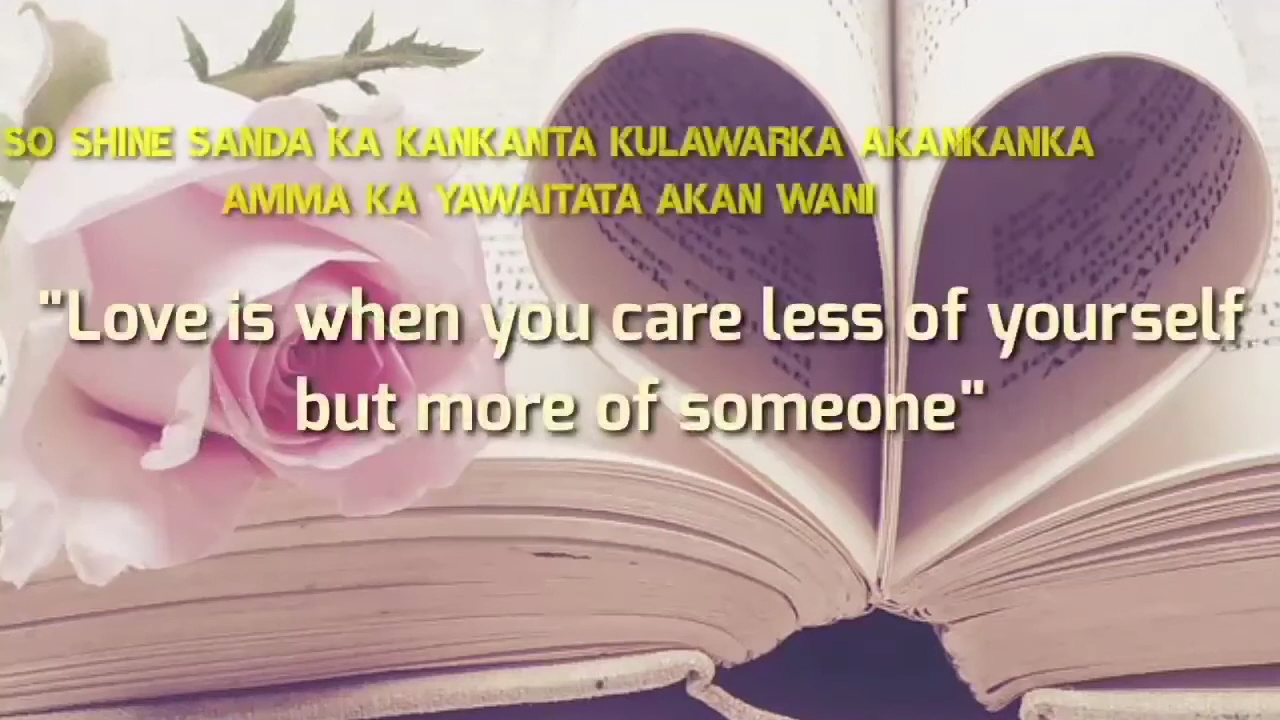 SO SHINE SANDA KA KANKANTA KULAWARKA AKANKANKA
AMMA KA YAWAITATA AKAN WANI
"Love is when you care less of yourself
but more of someone"